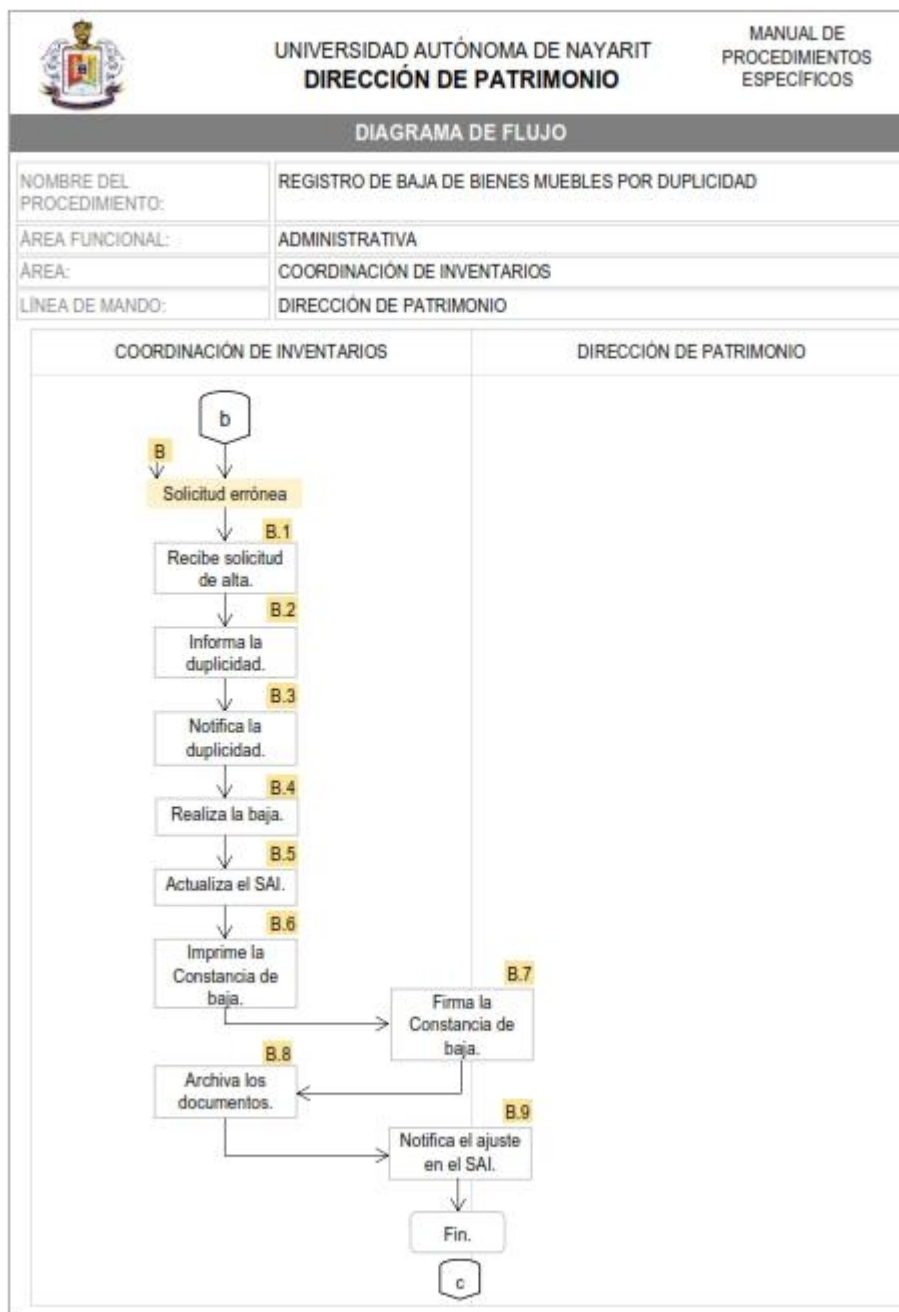 UNIVERSIDAD AUTÓNOMA DE NAYARIT
DIRECCIÓN DE PATRIMONIO
MANUAL DE
PROCEDIMIENTOS
ESPECÍFICOS
DIAGRAMA DE FLUJO
NOMBRE DEL
PROCEDIMIENTO:
REGISTRO DE BAJA DE BIENES MUEBLES POR DUPLICIDAD
ÁREA FUNCIONAL:
ADMINISTRATIVA
ÁREA:
COORDINACIÓN DE INVENTARIOS
LÍNEA DE MANDO:
DIRECCIÓN DE PATRIMONIO
COORDINACIÓN DE INVENTARIOS
DIRECCIÓN DE PATRIMONIO
b
B
Solicitud errónea
B.1
Recibe solicitud
de alta.
B.2
Informa la
duplicidad.
B.3
Notifica la
duplicidad.
B.4
Realiza la baja.
B.5
Actualiza el SAI.
B.6
Imprime la
Constancia de
baja.
B.7
Firma la
Constancia de
baja.
B.8
Archiva los
documentos.
B.9
Notifica el ajuste
en el SAI.
Fin.
c